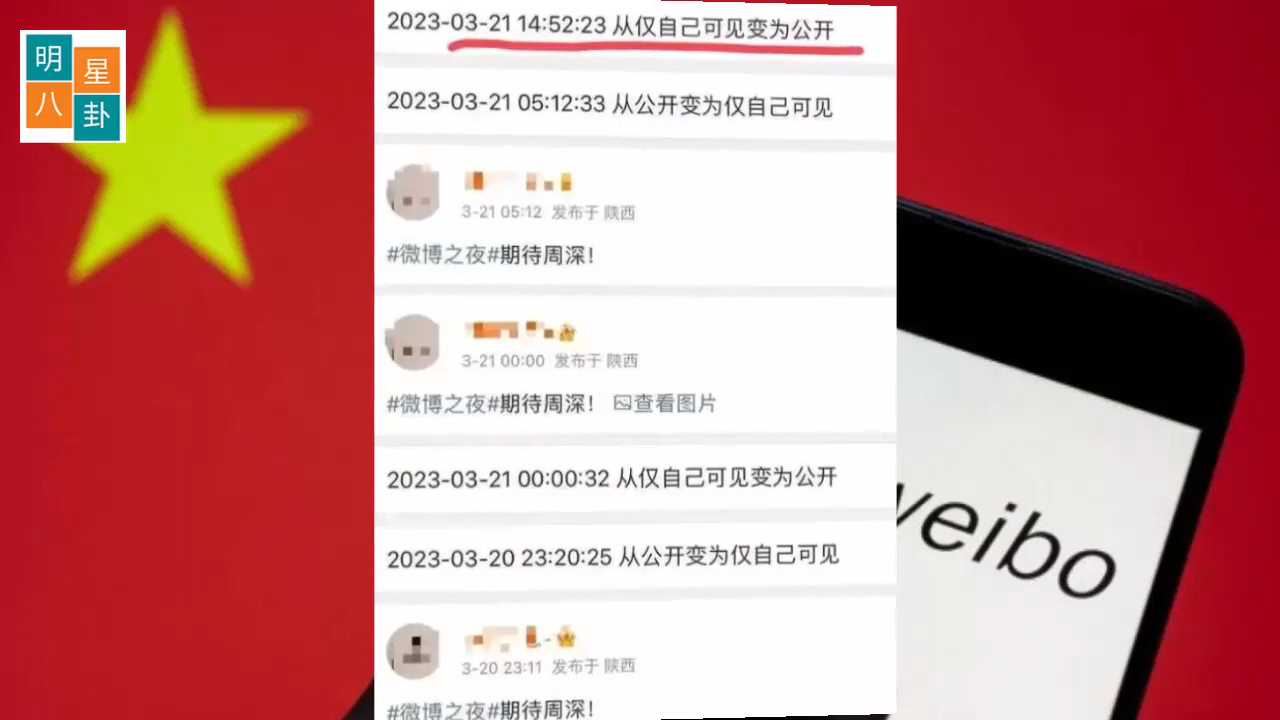 明星
八卦
2023-03-21 14:52:23 从仅自己可见变为公开
2023-03-21 05:12:33 从公开变为仅自己可见
3-21 05:12 发布于 陕西
#微博之夜#期待周深!
3-21 00:00 发布于 陕西
#微博之夜#期待周深! 查看图片
2023-03-21 00:00:32 从仅自己可见变为公开
2023-03-20 23:20:25 从公开变为仅自己可见
3-20 23:11 发布于 陕西
#微博之夜#期待周深!
weibo